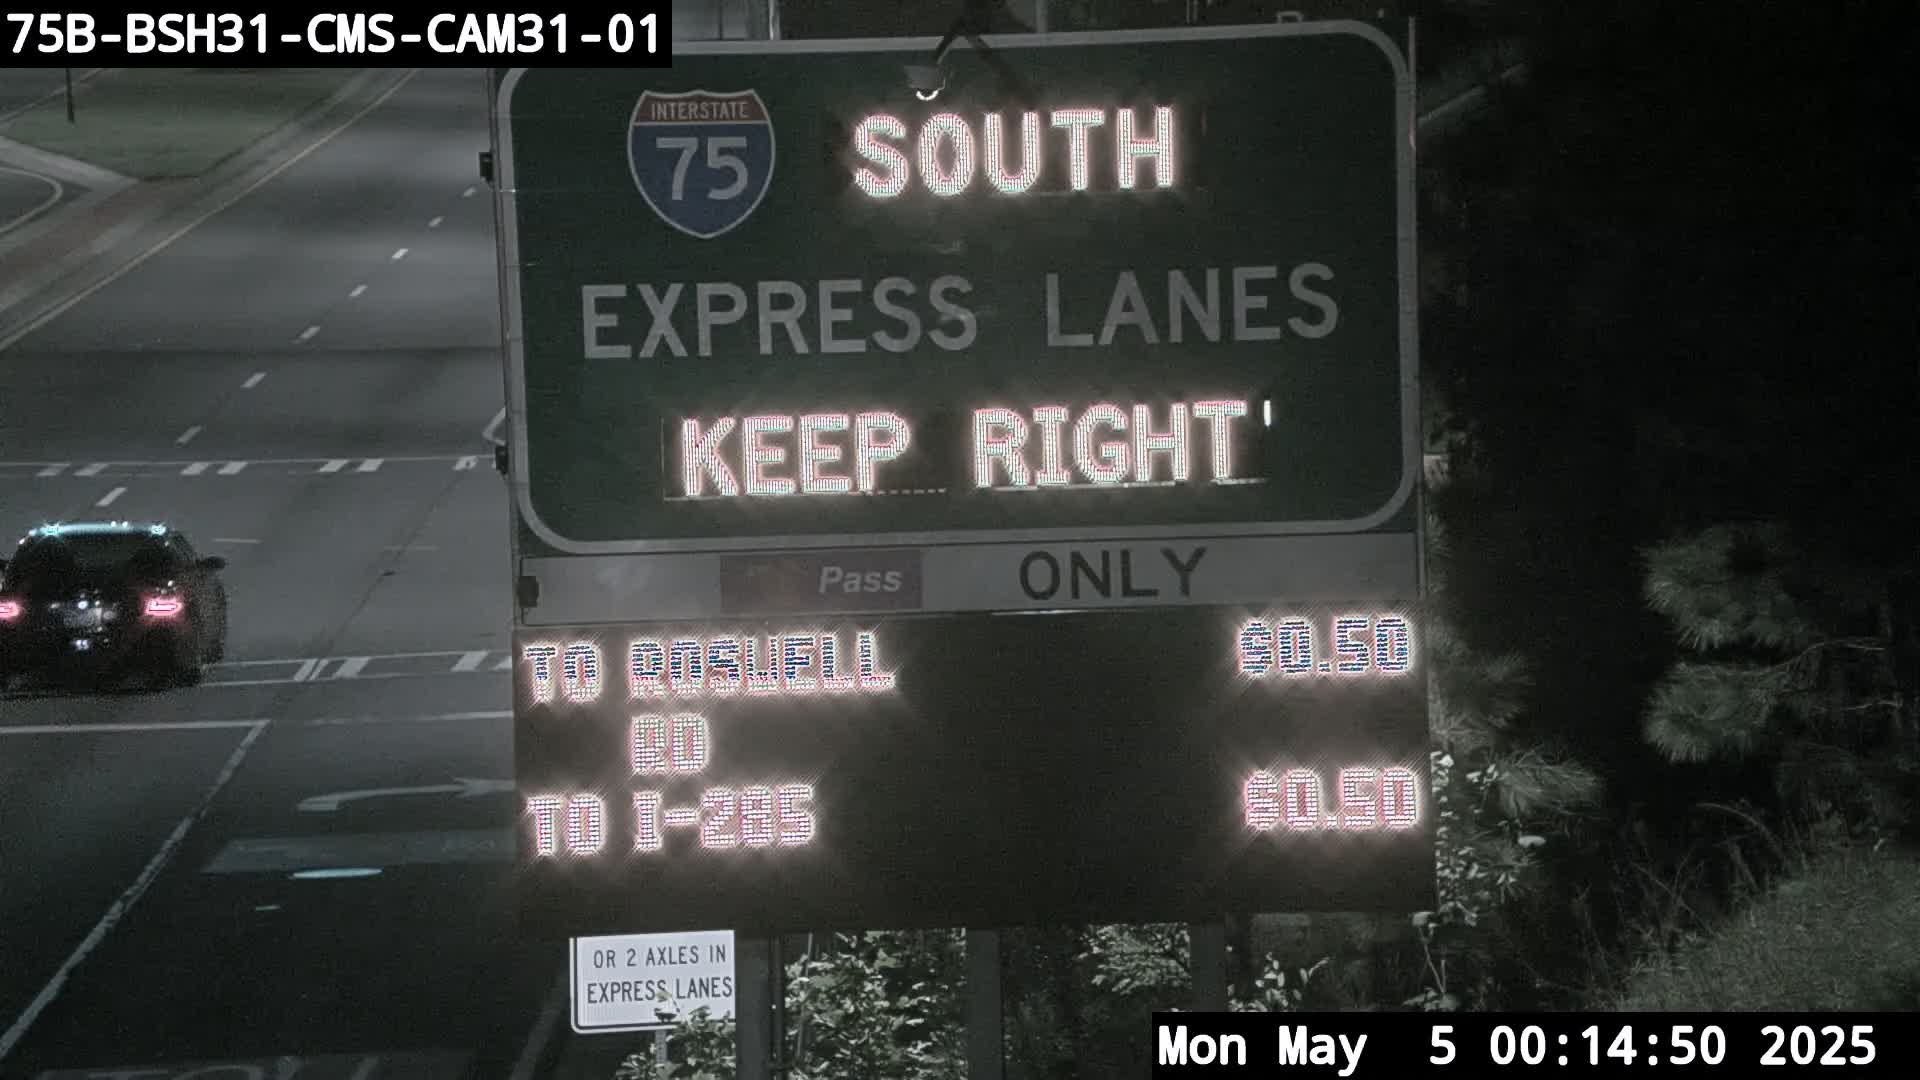 75B-BSH31-CMS-CAM31-01
INTERSTATE
75
SOUTH
EXPRESS LANES
KEEP RIGHT
Pass ONLY
TO ROSWELL $0.50
RD
TO I-285 $0.50
OR 2 AXLES IN
EXPRESS LANES
Mon May 5 00:14:50 2025